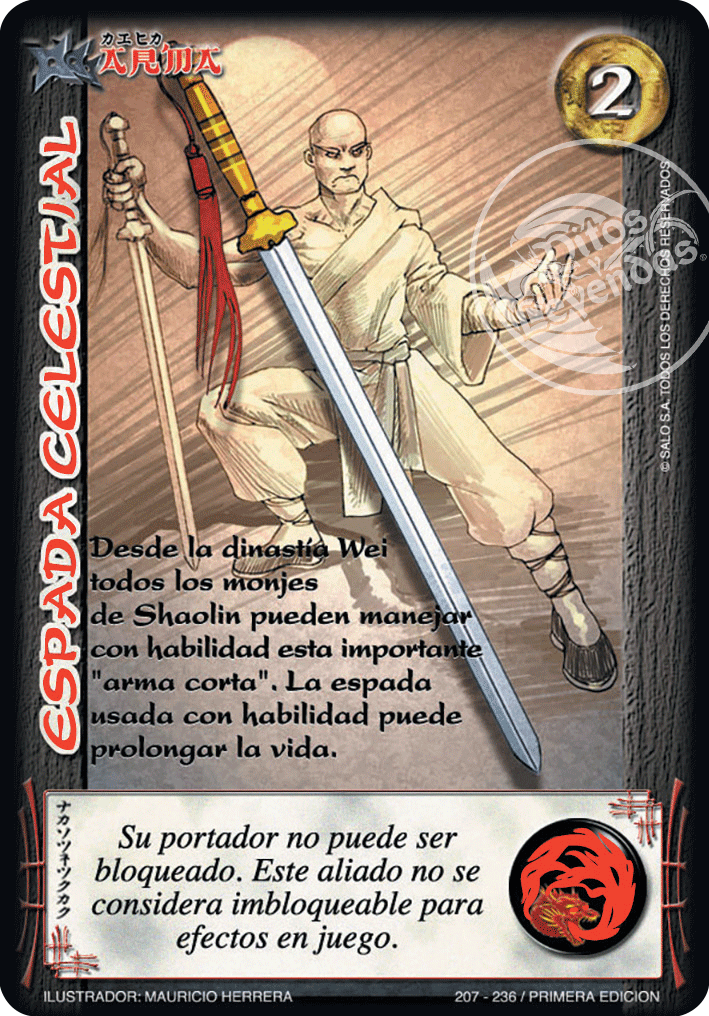 カエヒカ
ARMA
2
ESPADA CELESTIAL
Mitos
y
Leyendas®
© SALO S.A. TODOS LOS DERECHOS RESERVADOS
Desde la dinastía Wei
todos los monjes
de Shaolin pueden manejar
con habilidad esta importante
"arma corta". La espada
usada con habilidad puede
prolongar la vida.
ナカソツネツクカク
Su portador no puede ser
bloqueado. Este aliado no se
considera imbloqueable para
efectos en juego.
ILUSTRADOR: MAURICIO HERRERA
207 - 236 / PRIMERA EDICION